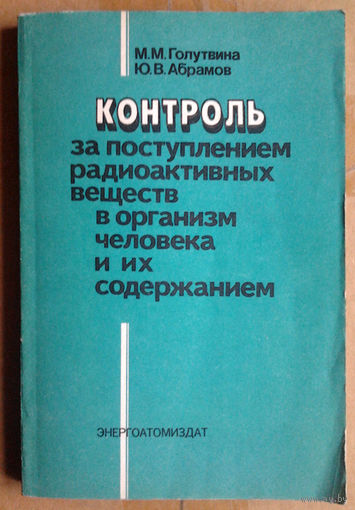 М.М.Голутвина
Ю.В.Абрамов
КОНТРОЛЬ
за поступлением
радиоактивных
веществ
в организм
человека
и их
содержанием
ЭНЕРГОАТОМИЗДАТ